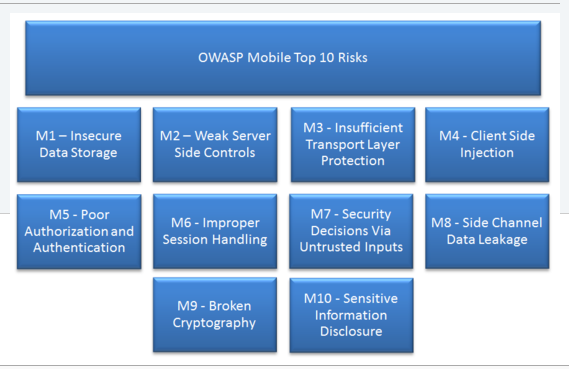 OWASP Mobile Top 10 Risks
M1 – Insecure
Data Storage
M2 – Weak Server
Side Controls
M3 - Insufficient
Transport Layer
Protection
M4 - Client Side
Injection
M5 - Poor
Authorization and
Authentication
M6 - Improper
Session Handling
M7 - Security
Decisions Via
Untrusted Inputs
M8 - Side Channel
Data Leakage
M9 - Broken
Cryptography
M10 - Sensitive
Information
Disclosure